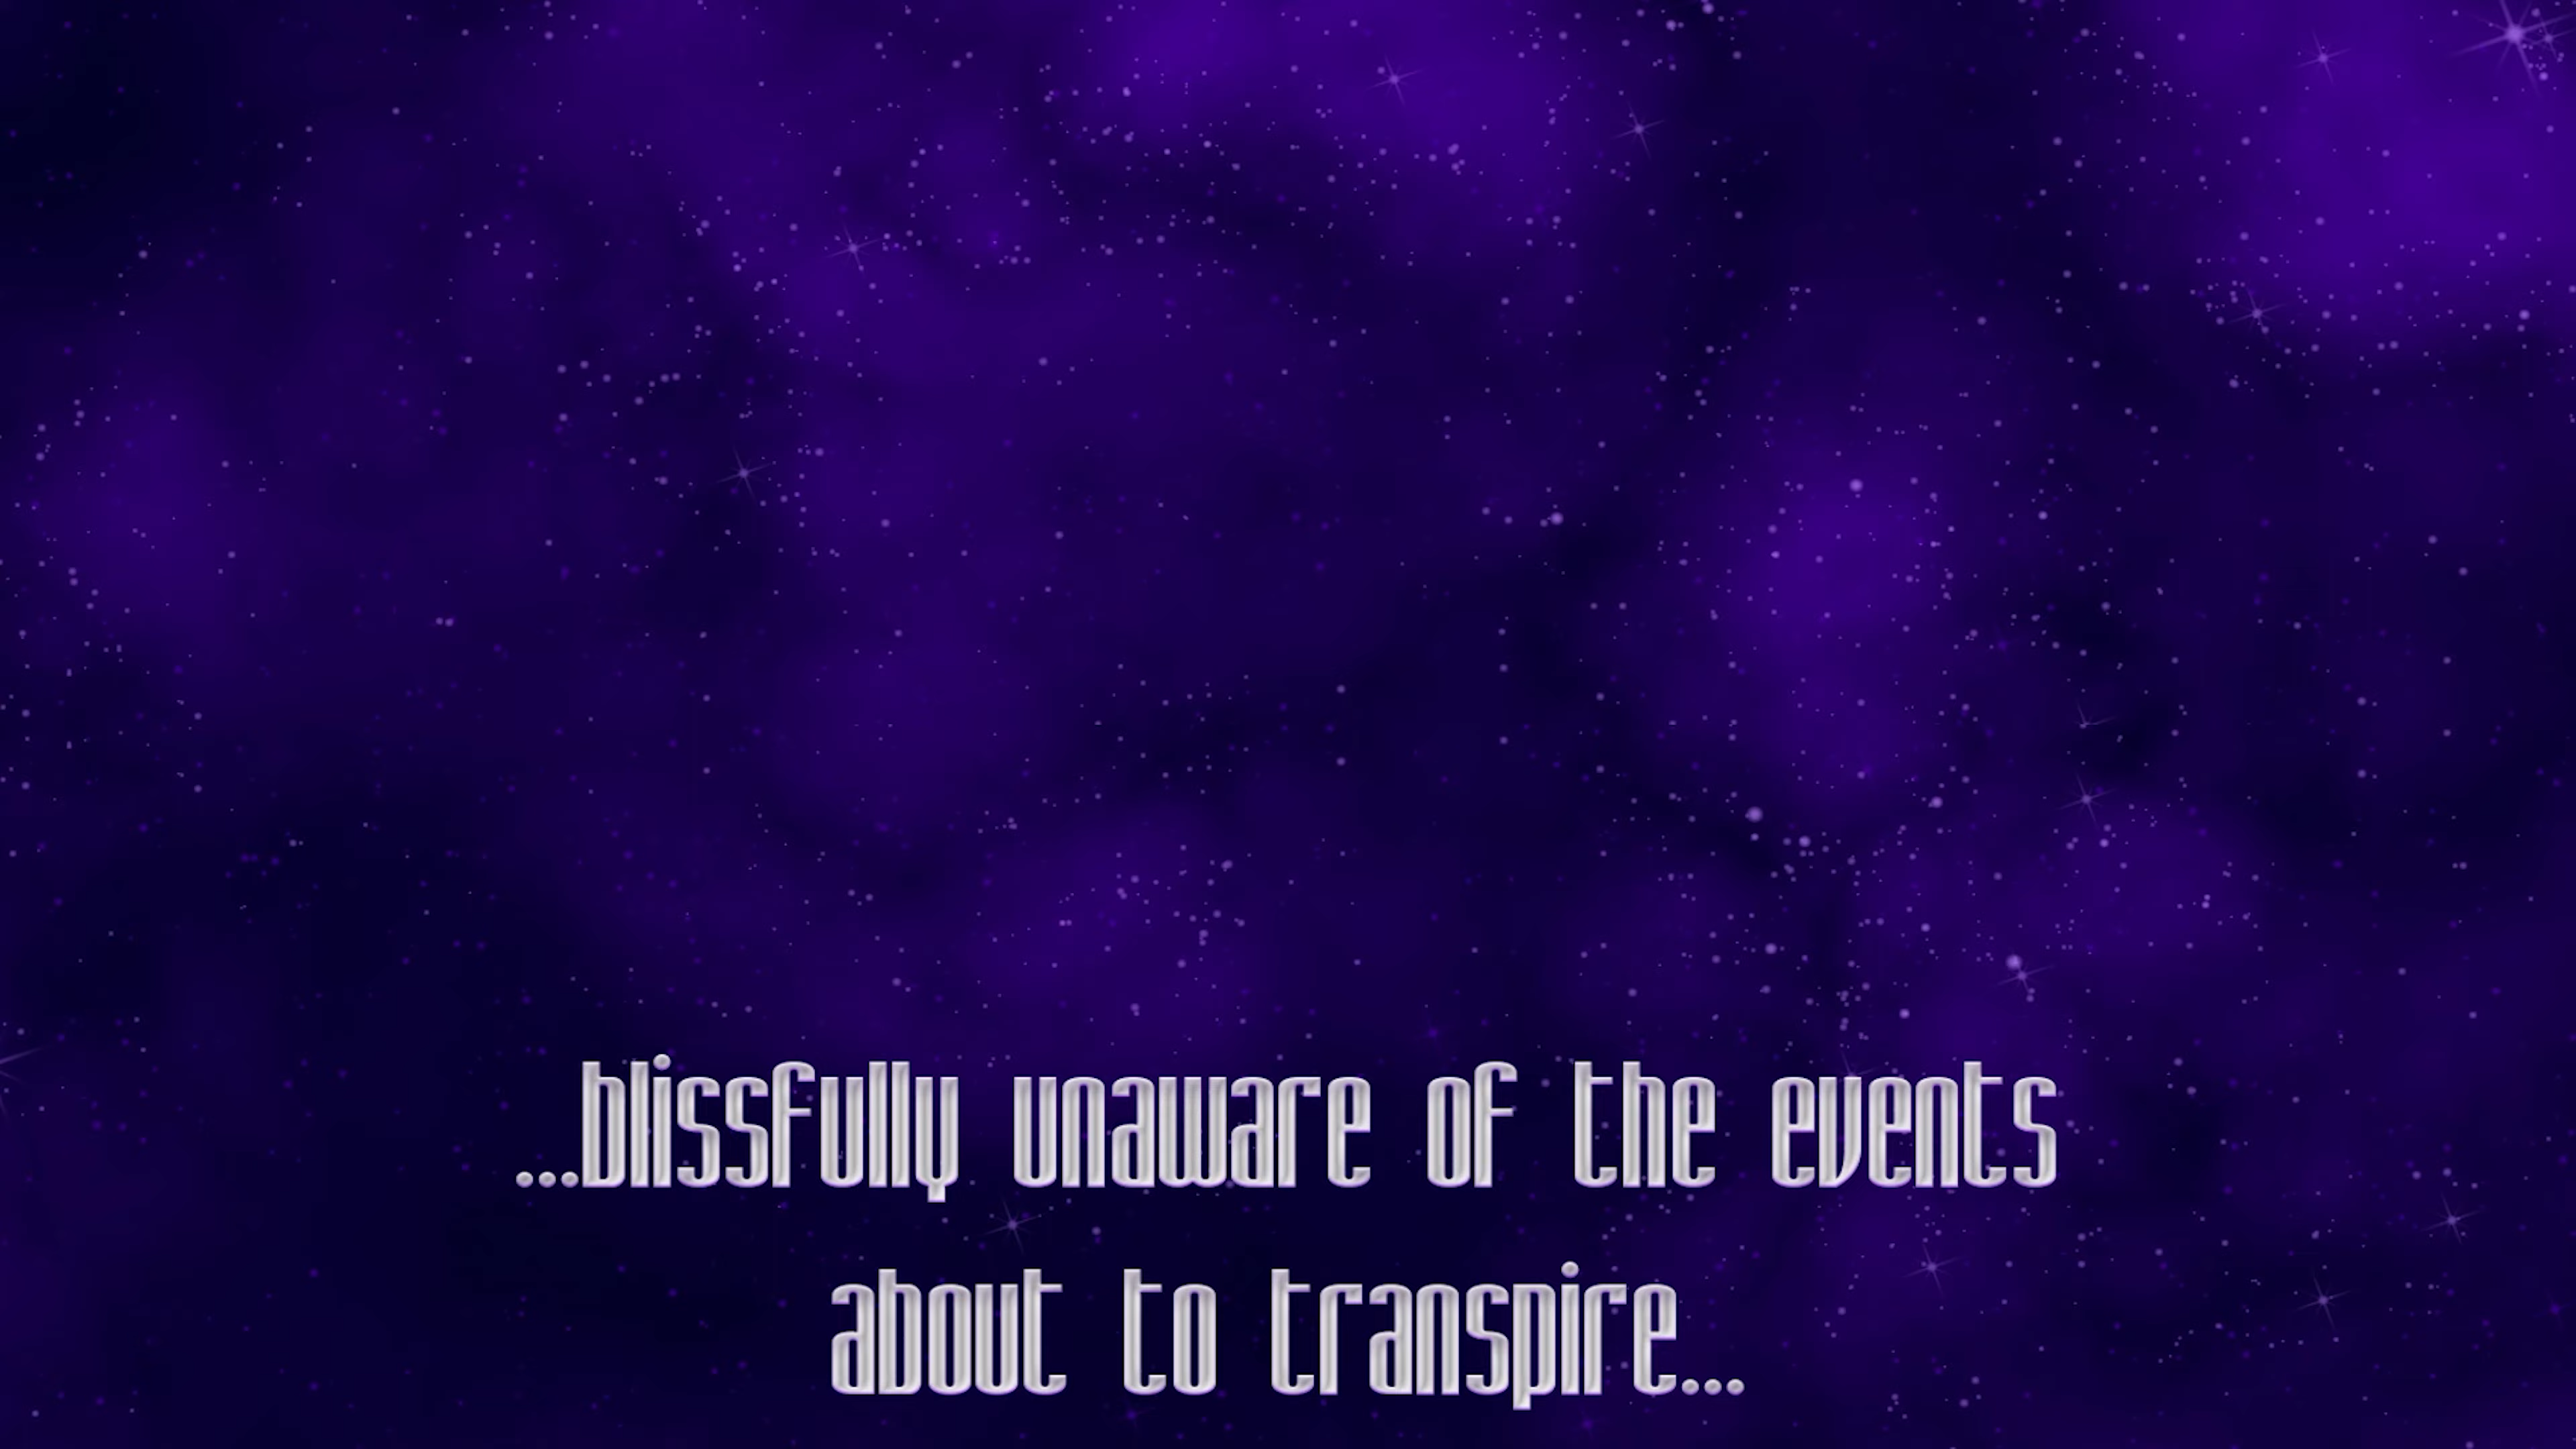 ...blissfully unaware of the events
about to transpire...